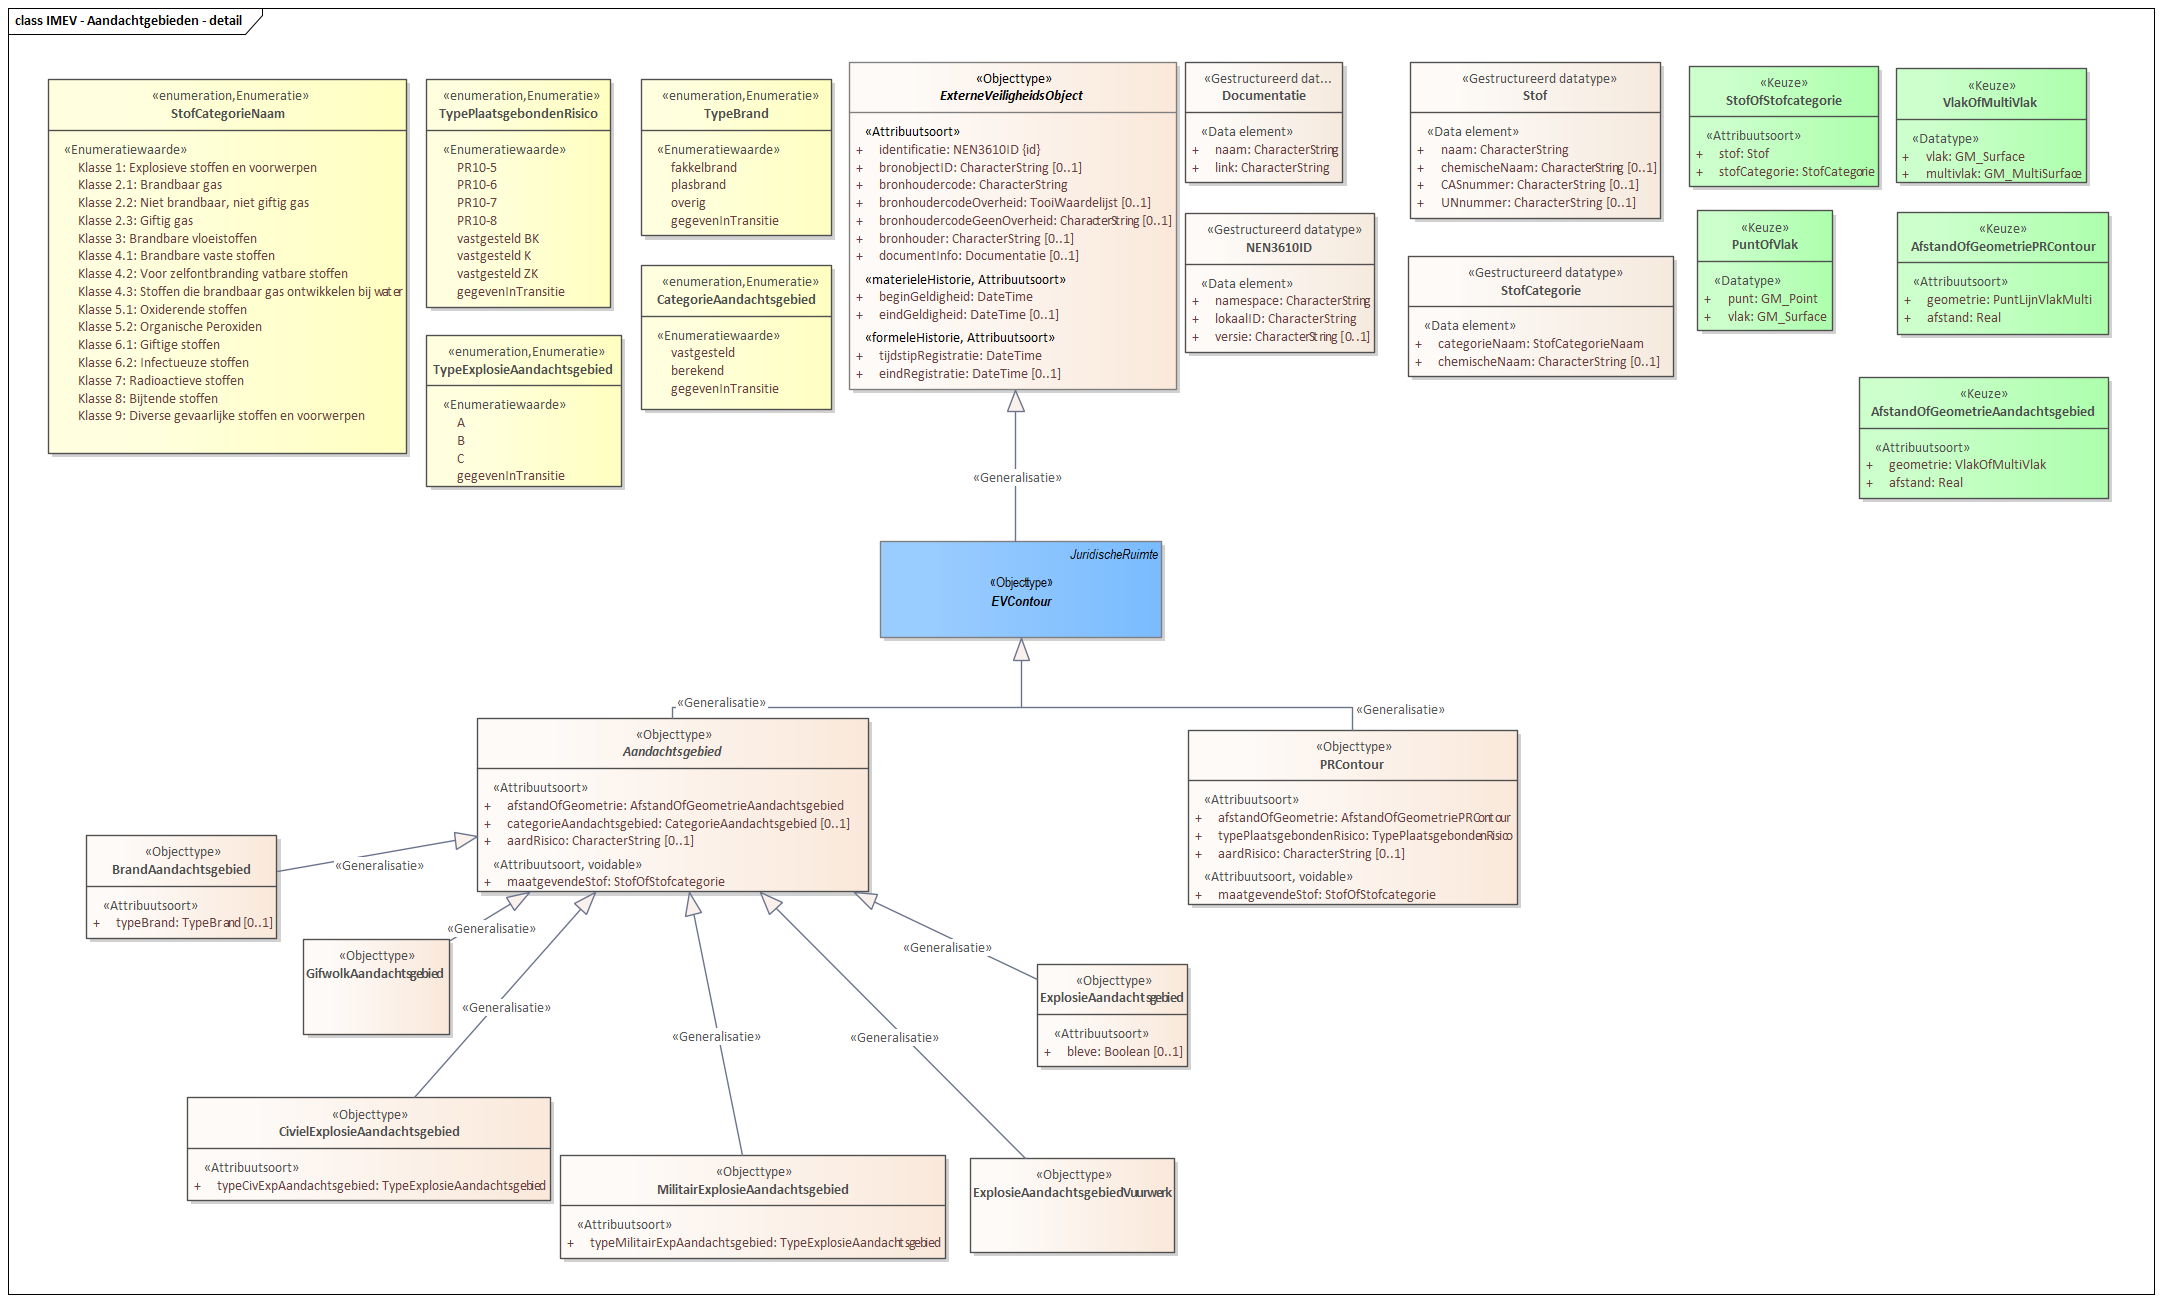 class IMEV - Aandachtgebieden - detail
«enumeration,Enumeratie»
StofCategorieNaam
«Enumeratiewaarde»
Klasse 1: Explosieve stoffen en voorwerpen
Klasse 2.1: Brandbaar gas
Klasse 2.2: Niet brandbaar, niet giftig gas
Klasse 2.3: Giftig gas
Klasse 3: Brandbare vloeistoffen
Klasse 4.1: Brandbare vaste stoffen
Klasse 4.2: Voor zelfontbranding vatbare stoffen
Klasse 4.3: Stoffen die brandbaar gas ontwikkelen bij water
Klasse 5.1: Oxiderende stoffen
Klasse 5.2: Organische Peroxiden
Klasse 6.1: Giftige stoffen
Klasse 6.2: Infectueuze stoffen
Klasse 7: Radioactieve stoffen
Klasse 8: Bijtende stoffen
Klasse 9: Diverse gevaarlijke stoffen en voorwerpen
«enumeration,Enumeratie»
TypePlaatsgebondenRisico
«Enumeratiewaarde»
PR10-5
PR10-6
PR10-7
PR10-8
vastgesteld BK
vastgesteld K
vastgesteld ZK
gegevenInTransitie
«enumeration,Enumeratie»
TypeExplosieAandachtsgebied
«Enumeratiewaarde»
A
B
C
gegevenInTransitie
«enumeration,Enumeratie»
TypeBrand
«Enumeratiewaarde»
fakkelbrand
plasbrand
overig
gegevenInTransitie
«enumeration,Enumeratie»
CategorieAandachtsgebied
«Enumeratiewaarde»
vastgesteld
berekend
gegevenInTransitie
«Objecttype»
ExterneVeiligheidsObject
«Attribuutsoort»
+ identificatie: NEN3610ID {id}
+ bronobjectID: CharacterString [0..1]
+ bronhoudercode: CharacterString
+ bronhoudercodeOverheid: TooiWaardelijst [0..1]
+ bronhoudercodeGeenOverheid: CharacterString [0..1]
+ bronhouder: CharacterString [0..1]
+ documentInfo: Documentatie [0..1]
«materieleHistorie, Attribuutsoort»
+ beginGeldigheid: DateTime
+ eindGeldigheid: DateTime [0..1]
«formeleHistorie, Attribuutsoort»
+ tijdstipRegistratie: DateTime
+ eindRegistratie: DateTime [0..1]
«Gestructureerd dat...
Documentatie
«Data element»
+ naam: CharacterString
+ link: CharacterString
«Gestructureerd datatype»
NEN3610ID
«Data element»
+ namespace: CharacterString
+ lokaalID: CharacterString
+ versie: CharacterString [0..1]
«Gestructureerd datatype»
Stof
«Data element»
+ naam: CharacterString
+ chemischeNaam: CharacterString [0..1]
+ CASnummer: CharacterString [0..1]
+ UNnummer: CharacterString [0..1]
«Gestructureerd datatype»
StofCategorie
«Data element»
+ categorieNaam: StofCategorieNaam
+ chemischeNaam: CharacterString [0..1]
«Keuze»
StofOfStofcategorie
«Attribuutsoort»
+ stof: Stof
+ stofCategorie: StofCategorie
«Keuze»
PuntOfVlak
«Datatype»
+ punt: GM_Point
+ vlak: GM_Surface
«Keuze»
VlakOfMultiVlak
«Datatype»
+ vlak: GM_Surface
+ multivlak: GM_MultiSurface
«Keuze»
AfstandOfGeometriePRContour
«Attribuutsoort»
+ geometrie: PuntLijnVlakMulti
+ afstand: Real
«Keuze»
AfstandOfGeometrieAandachtsgebied
«Attribuutsoort»
+ geometrie: VlakOfMultiVlak
+ afstand: Real
«Generalisatie»
JuridischeRuimte
«Objecttype»
EVContour
«Generalisatie»
«Generalisatie»
«Objecttype»
Aandachtsgebied
«Attribuutsoort»
+ afstandOfGeometrie: AfstandOfGeometrieAandachtsgebied
+ categorieAandachtsgebied: CategorieAandachtsgebied [0..1]
+ aardRisico: CharacterString [0..1]
«Attribuutsoort, voidable»
+ maatgevendeStof: StofOfStofcategorie
«Objecttype»
PRContour
«Attribuutsoort»
+ afstandOfGeometrie: AfstandOfGeometriePRContour
+ typePlaatsgebondenRisico: TypePlaatsgebondenRisico
+ aardRisico: CharacterString [0..1]
«Attribuutsoort, voidable»
+ maatgevendeStof: StofOfStofcategorie
«Objecttype»
BrandAandachtsgebied
«Attribuutsoort»
+ typeBrand: TypeBrand [0..1]
«Generalisatie»
«Generalisatie»
«Objecttype»
GifwolkAandachtsgebied
«Generalisatie»
«Generalisatie»
«Generalisatie»
«Generalisatie»
«Objecttype»
ExplosieAandachtsgebied
«Attribuutsoort»
+ bleve: Boolean [0..1]
«Objecttype»
CivielExplosieAandachtsgebied
«Attribuutsoort»
+ typeCivExpAandachtsgebied: TypeExplosieAandachtsgebied
«Objecttype»
MilitairExplosieAandachtsgebied
«Attribuutsoort»
+ typeMilitairExpAandachtsgebied: TypeExplosieAandachtsgebied
«Objecttype»
ExplosieAandachtsgebiedVuurwerk